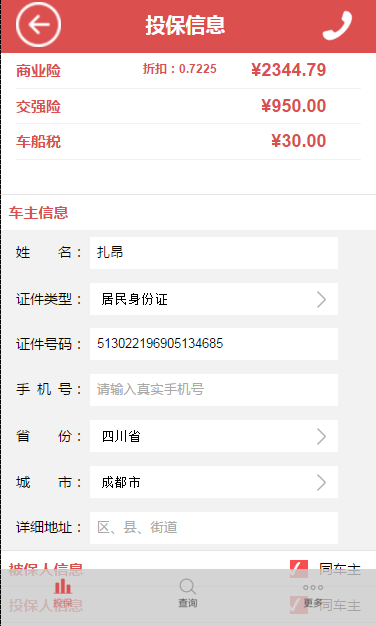 投保信息
商业险 折扣：0.7225 ¥2344.79
交强险 ¥950.00
车船税 ¥30.00
车主信息
姓 名： 扎昂
证件类型： 居民身份证
证件号码： 513022196905134685
手 机 号： 请输入真实手机号
省 份： 四川省
城 市： 成都市
详细地址： 区、县、街道
被保人信息 同车主
投保 查询 更多
投保人信息 同车主